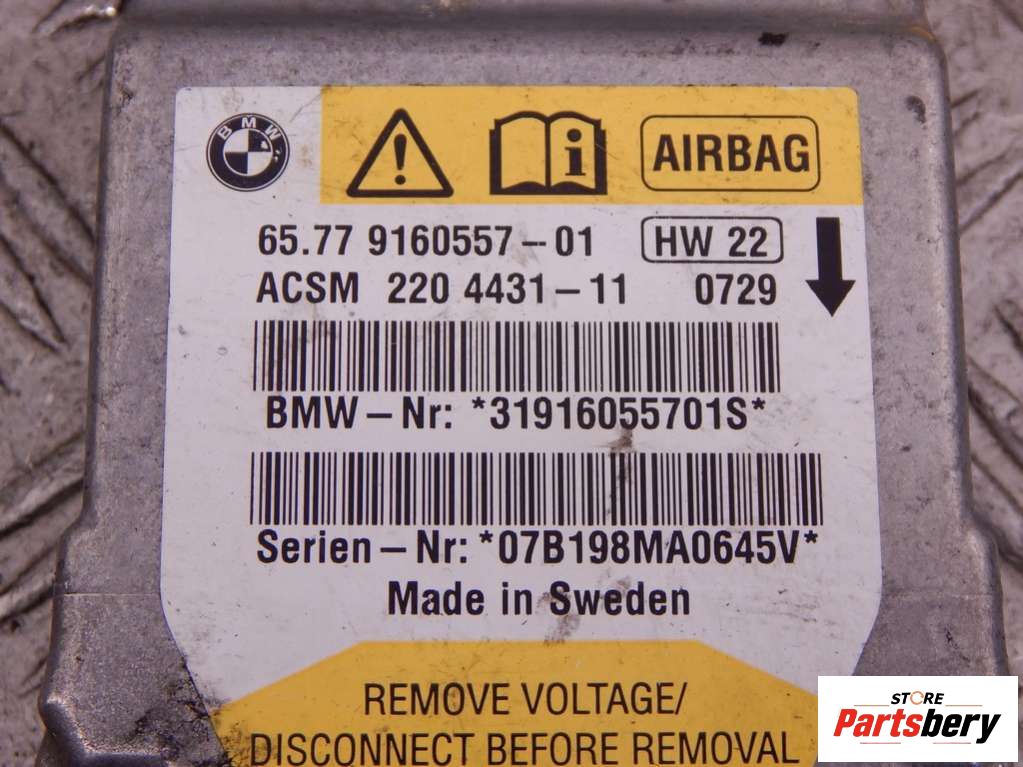 BMW
AIRBAG
65.77 9160557-01 HW 22
ACSM 220 4431-11 0729
BMW-Nr: *31916055701S*
Serien-Nr: *07B198MA0645V*
Made in Sweden
REMOVE VOLTAGE/
DISCONNECT BEFORE REMOVAL
STORE
Partsbery